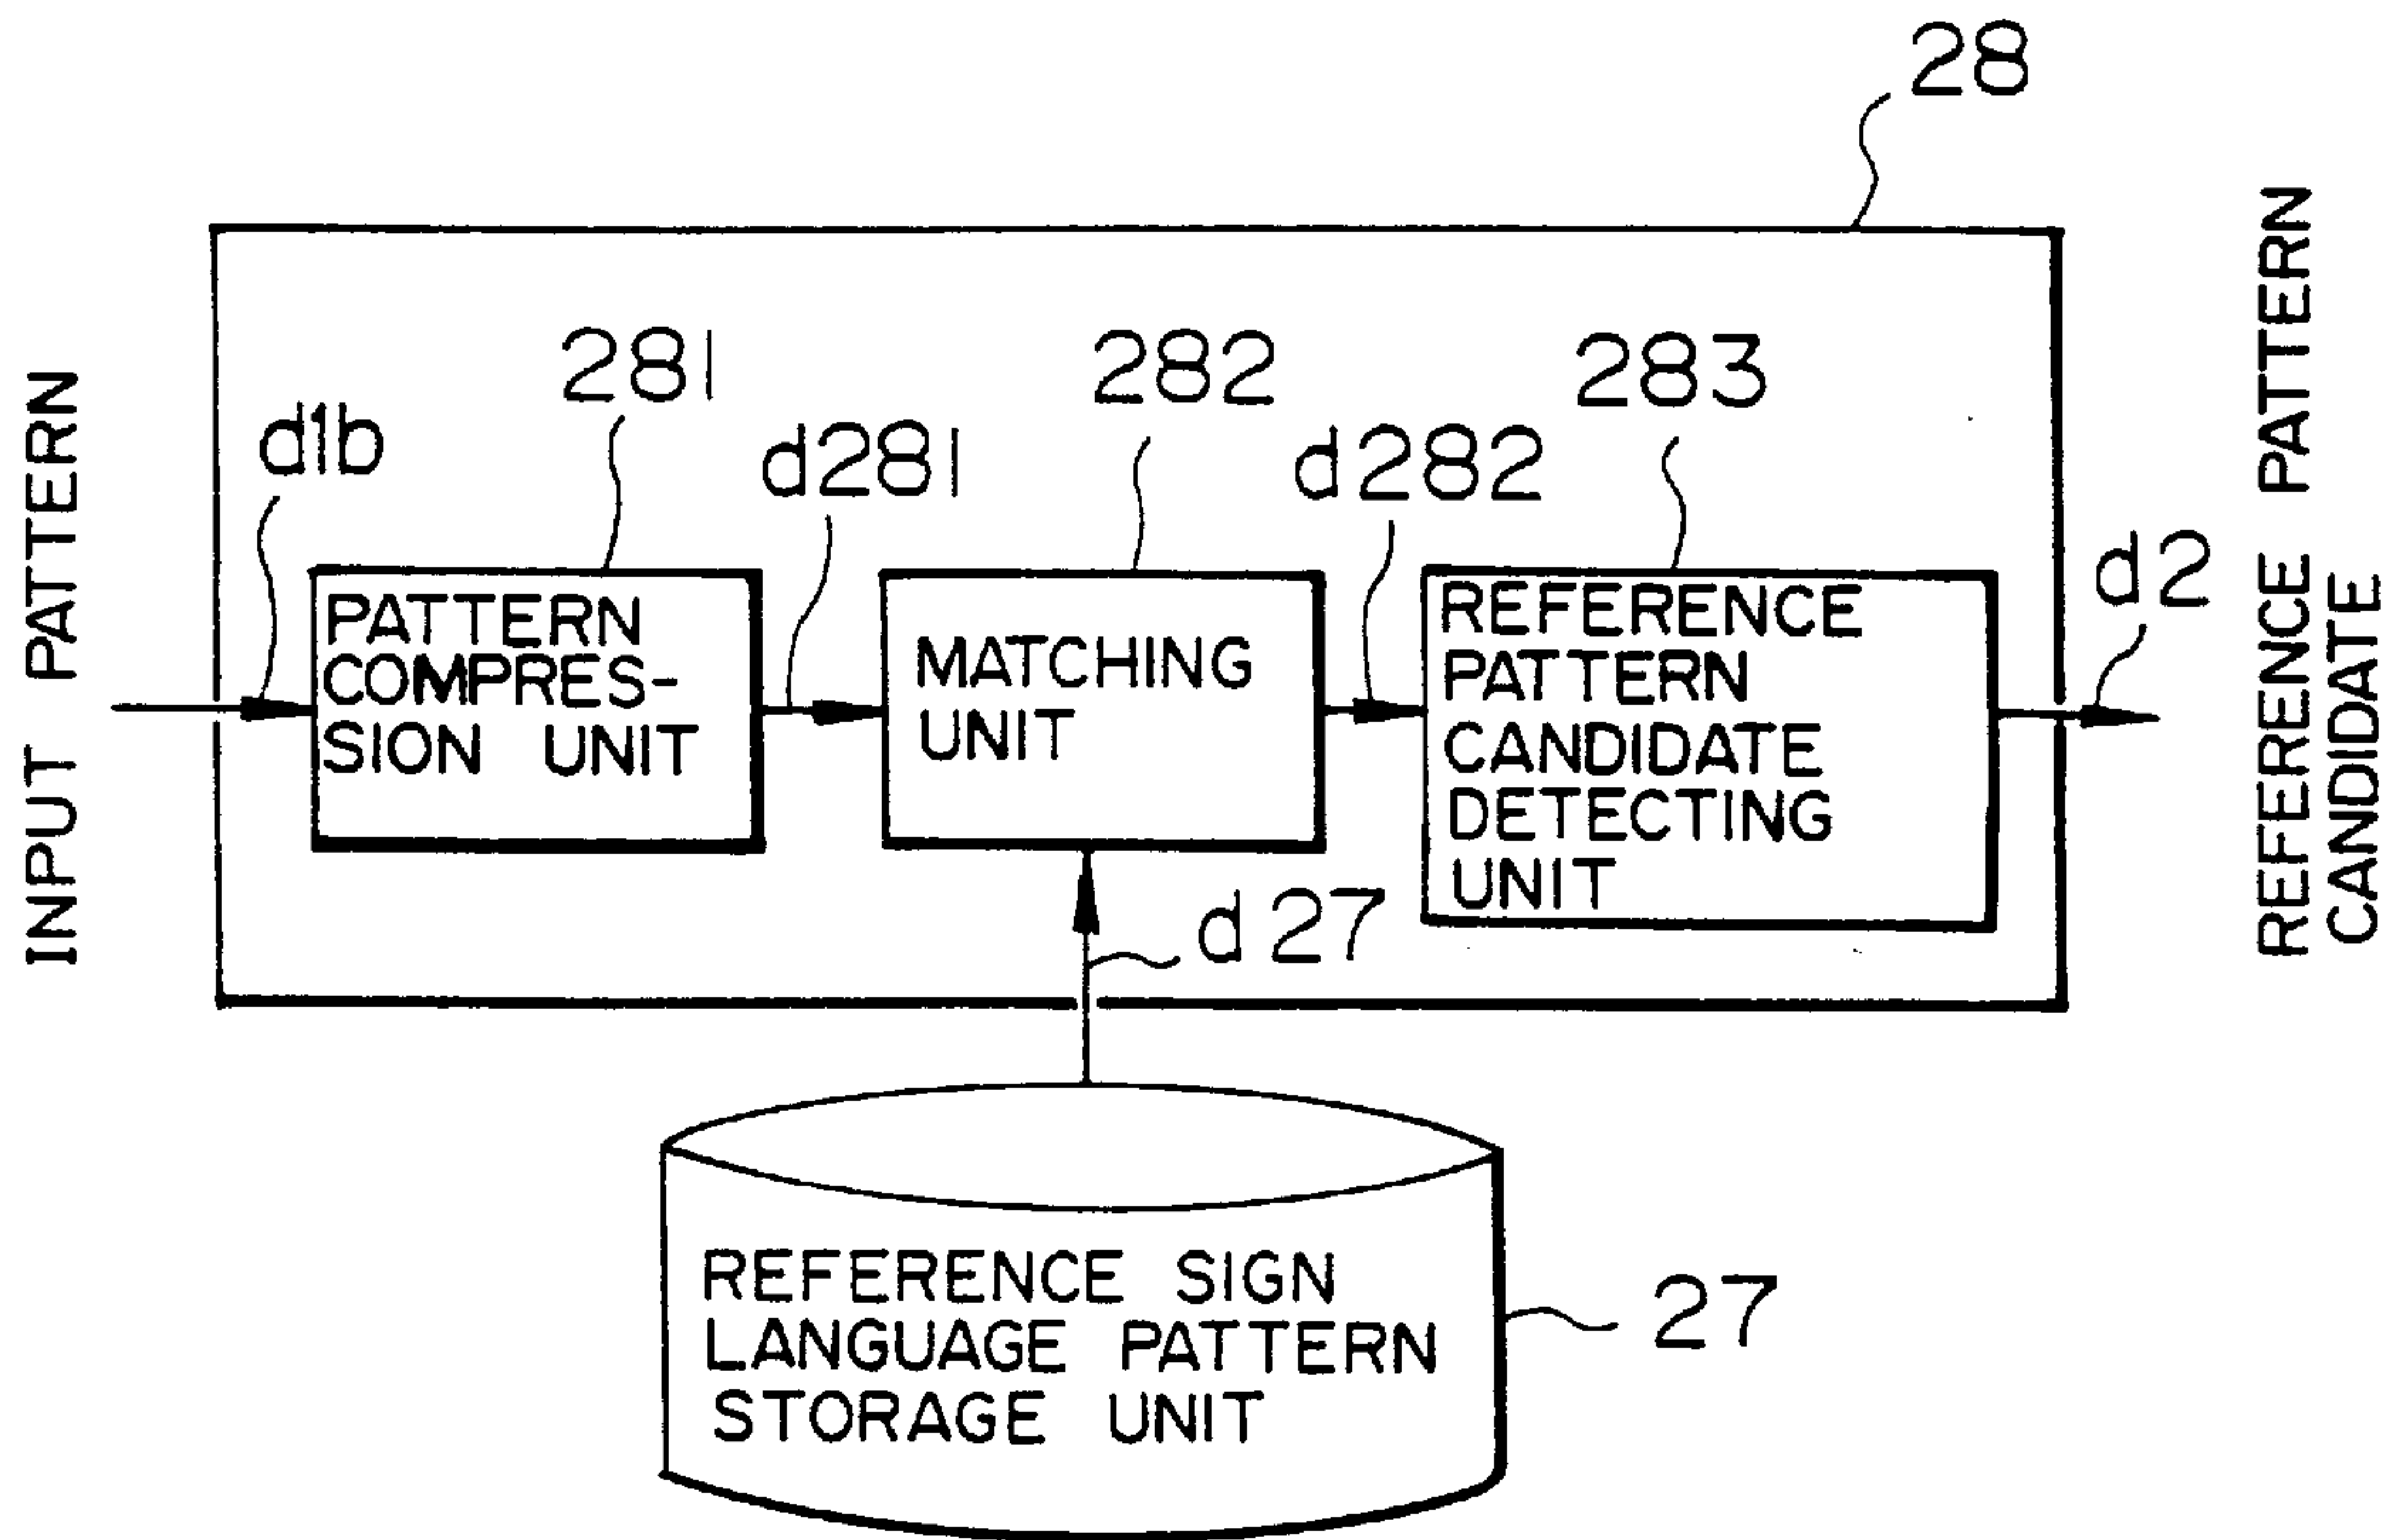 28
INPUT PATTERN
d1b
281
d281
282
d282
283
d2
REFERENCE PATTERN
CANDIDATE
PATTERN
COMPRES-
SION UNIT
MATCHING
UNIT
REFERENCE
PATTERN
CANDIDATE
DETECTING
UNIT
d27
REFERENCE SIGN
LANGUAGE PATTERN
STORAGE UNIT
27